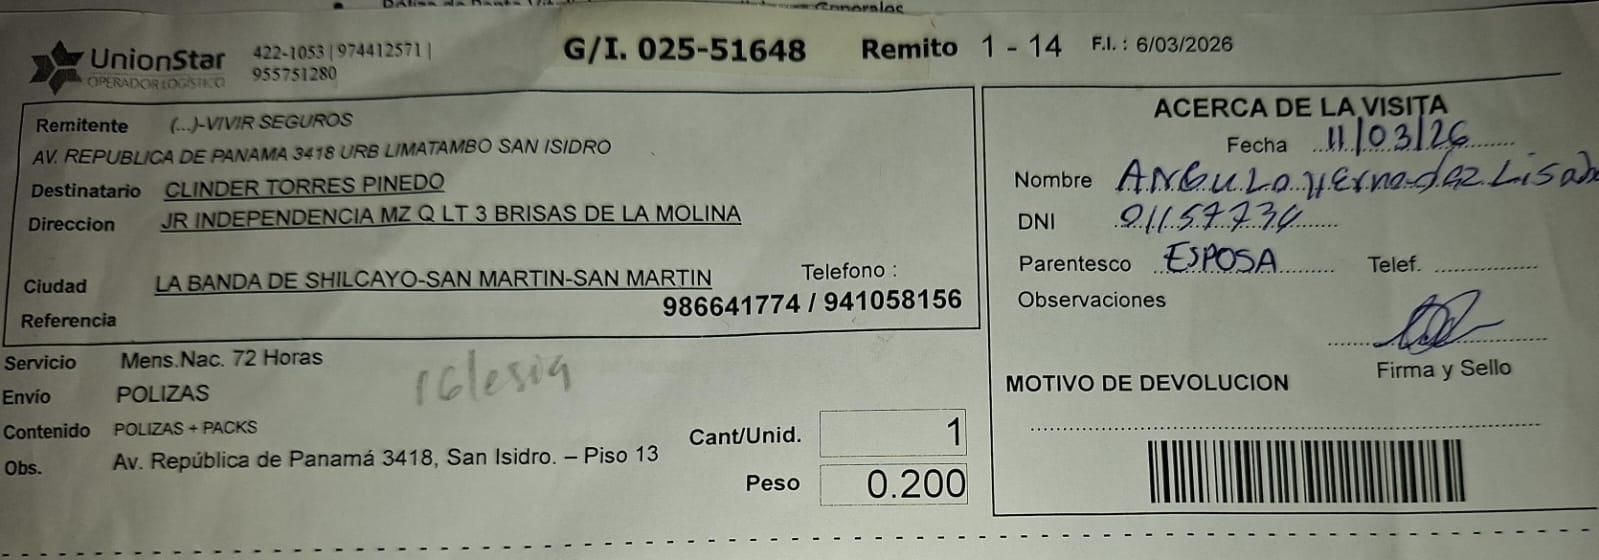 UnionStar
OPERADOR LOGÍSTICO
422-1053 | 974412571 |
955751280
G/I. 025-51648 Remito 1 - 14 F.I. : 6/03/2026
Remitente (...)-VIVIR SEGUROS
AV. REPUBLICA DE PANAMA 3418 URB LIMATAMBO SAN ISIDRO
Destinatario CLINDER TORRES PINEDO
Direccion JR INDEPENDENCIA MZ Q LT 3 BRISAS DE LA MOLINA
Ciudad LA BANDA DE SHILCAYO-SAN MARTIN-SAN MARTIN
Telefono :
986641774 / 941058156
Referencia
Servicio Mens.Nac. 72 Horas
Envío POLIZAS
Iglesia
Contenido POLIZAS + PACKS
Obs. Av. República de Panamá 3418, San Isidro. – Piso 13
Cant/Unid. 1
Peso 0.200
ACERCA DE LA VISITA
Fecha 11/03/26
Nombre ANGULO Hernadez Lisab
DNI 01157734
Parentesco ESPOSA Telef.
Observaciones
Firma y Sello
MOTIVO DE DEVOLUCION